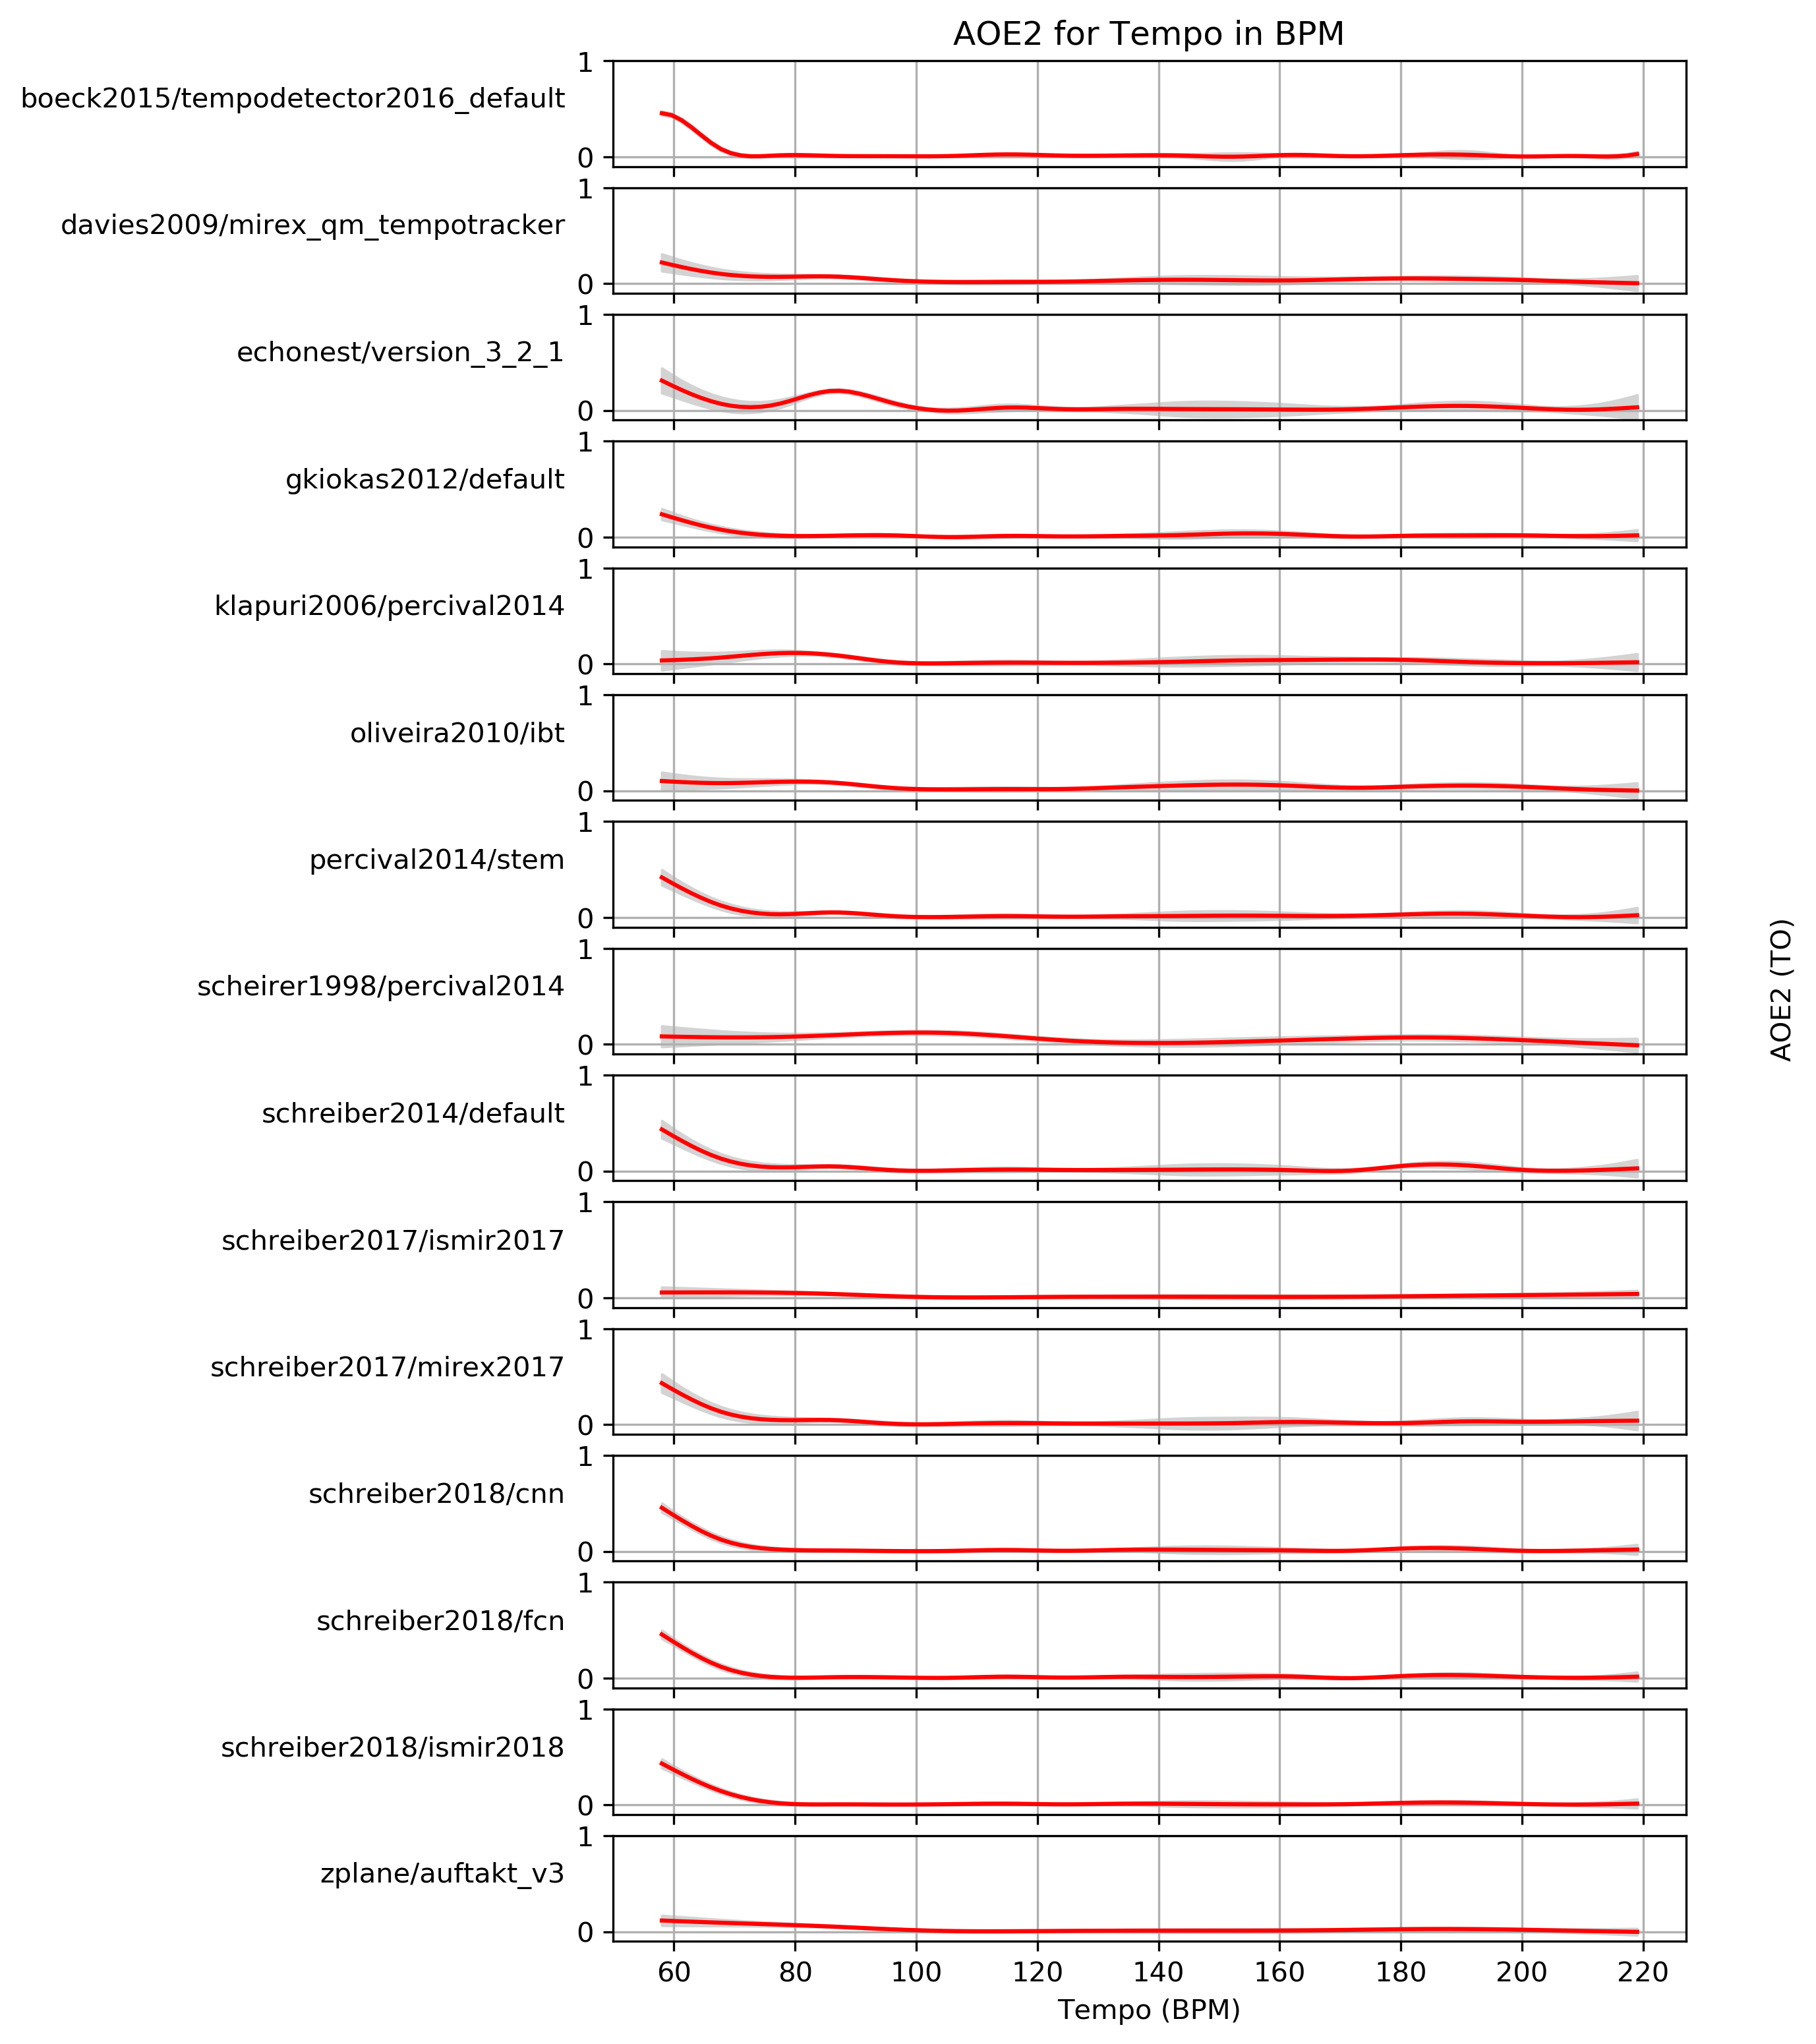 AOE2 for Tempo in BPM
1
boeck2015/tempodetector2016_default
0
1
davies2009/mirex_qm_tempotracker
0
1
echonest/version_3_2_1
0
1
gkiokas2012/default
0
1
klapuri2006/percival2014
0
1
oliveira2010/ibt
0
1
percival2014/stem
0
1
scheirer1998/percival2014
0
AOE2 (TO)
1
schreiber2014/default
0
1
schreiber2017/ismir2017
0
1
schreiber2017/mirex2017
0
1
schreiber2018/cnn
0
1
schreiber2018/fcn
0
1
schreiber2018/ismir2018
0
1
zplane/auftakt_v3
0
60 80 100 120 140 160 180 200 220
Tempo (BPM)